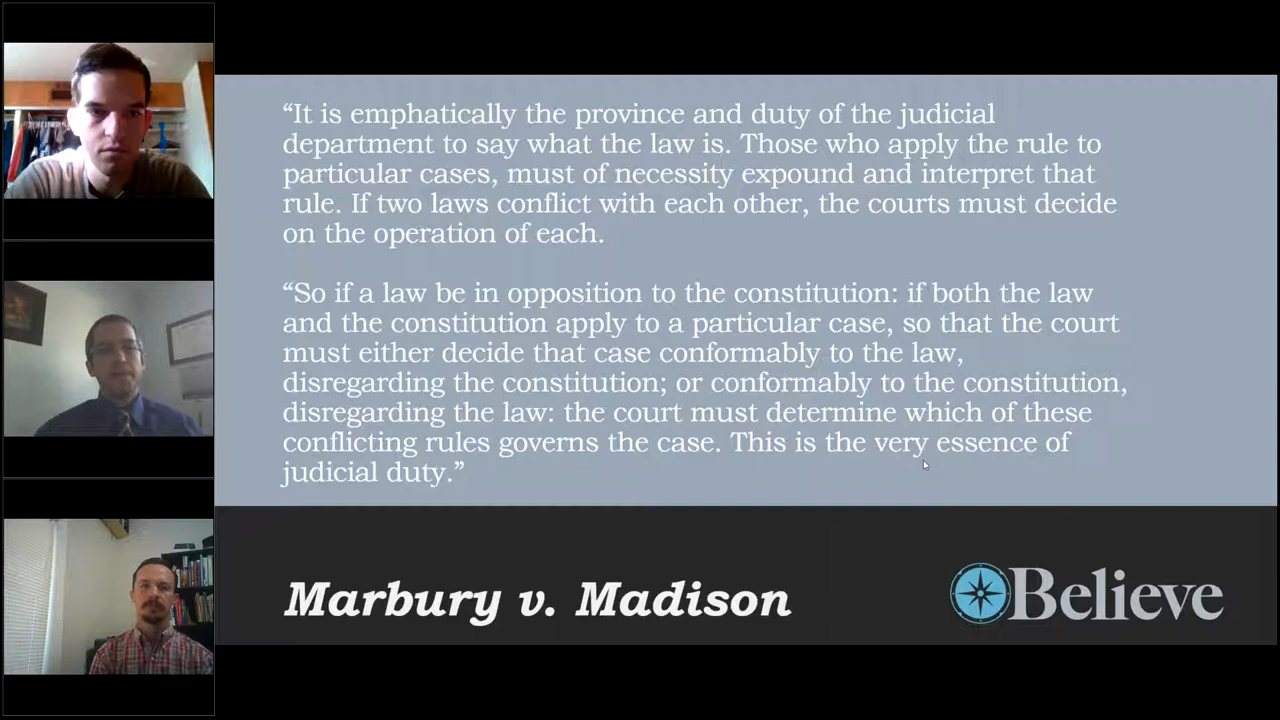 “It is emphatically the province and duty of the judicial
department to say what the law is. Those who apply the rule to
particular cases, must of necessity expound and interpret that
rule. If two laws conflict with each other, the courts must decide
on the operation of each.
“So if a law be in opposition to the constitution: if both the law
and the constitution apply to a particular case, so that the court
must either decide that case conformably to the law,
disregarding the constitution; or conformably to the constitution,
disregarding the law: the court must determine which of these
conflicting rules governs the case. This is the very essence of
judicial duty.”
Marbury v. Madison
Believe